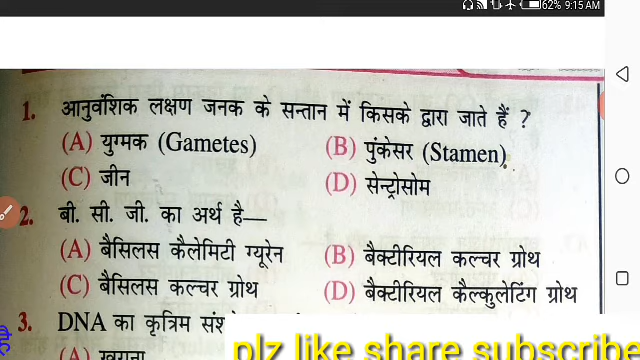 62% 9:15 AM
1. आनुवंशिक लक्षण जनक के सन्तान में किसके द्वारा जाते हैं ?
(A) युग्मक (Gametes) (B) पुंकेसर (Stamen)
(C) जीन (D) सेन्ट्रोसोम
2. बी. सी. जी. का अर्थ है—
(A) बैसिलस कैलेमिटी ग्यूरेन (B) बैक्टीरियल कल्चर ग्रोथ
(C) बैसिलस कल्चर ग्रोथ (D) बैक्टीरियल कैल्कुलेटिंग ग्रोथ
3. DNA का कृत्रिम
है (A) खुराना
plz like share subscribe